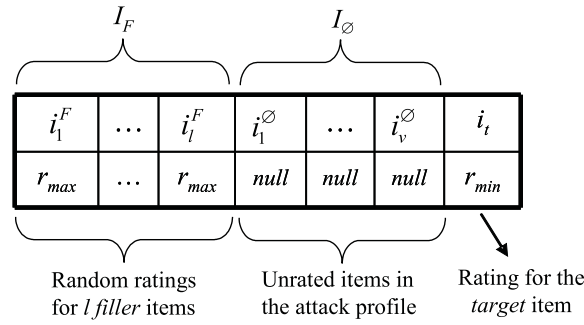 I_F I_∅
i_1^F ... i_l^F i_1^∅ ... i_v^∅ i_t
r_max ... r_max null null null r_min
Random ratings Unrated items in Rating for the
for l filler items the attack profile target item